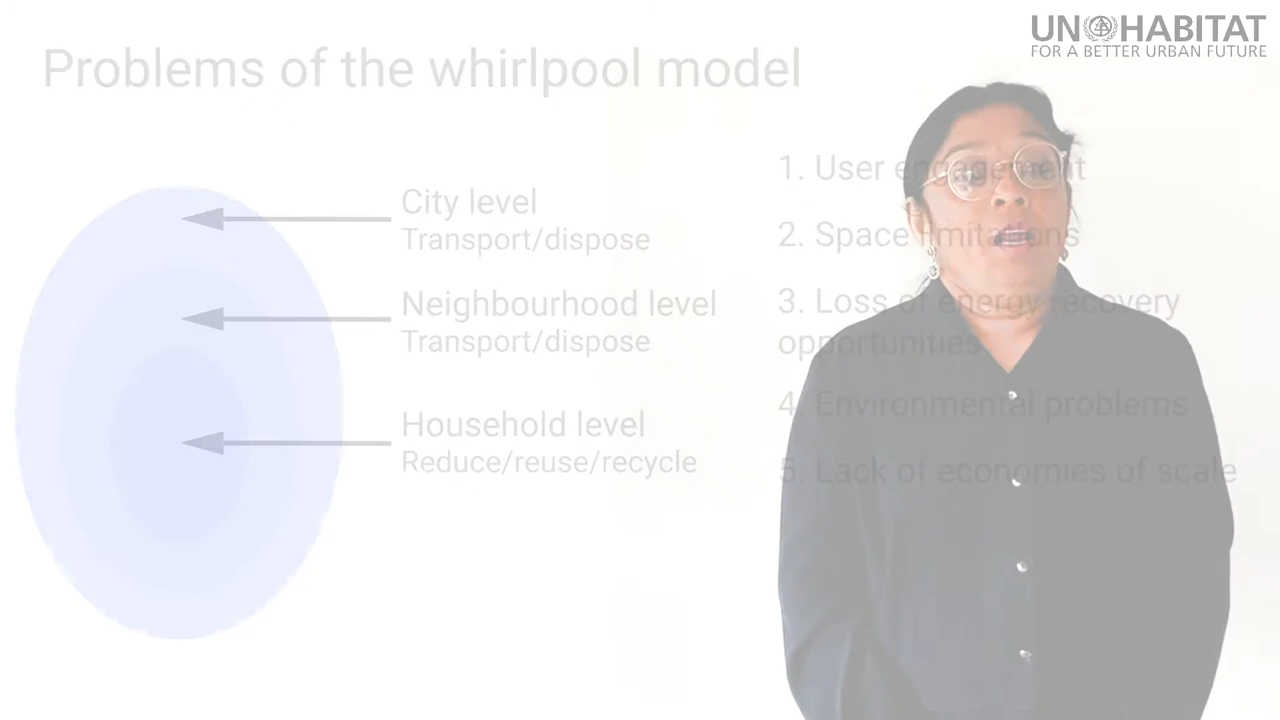 UN HABITAT
FOR A BETTER URBAN FUTURE
Problems of the whirlpool model
City level
Transport/dispose
Neighbourhood level
Transport/dispose
Household level
Reduce/reuse/recycle
1. User engagement
2. Space limitations
3. Loss of energy recovery
opportunities
4. Environmental problems
5. Lack of economies of scale